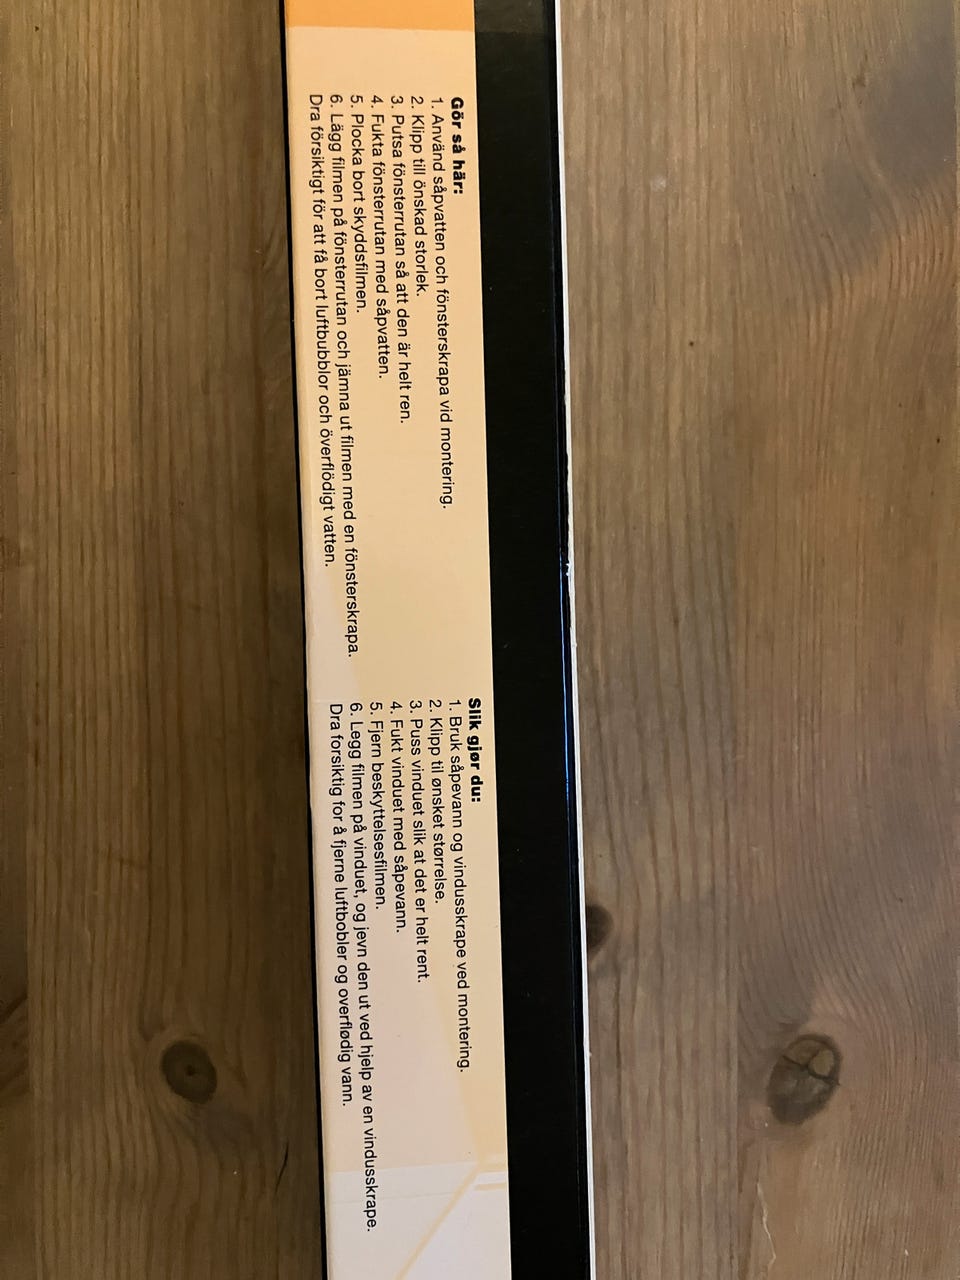 Gör så här:
1. Använd såpvatten och fönsterskrapa vid montering.
2. Klipp till önskad storlek.
3. Putsa fönsterrutan så att den är helt ren.
4. Fukta fönsterrutan med såpvatten.
5. Plocka bort skyddsfilmen.
6. Lägg filmen på fönsterrutan och jämna ut filmen med en fönsterskrapa.
Dra försiktigt för att få bort luftbubblor och överflödigt vatten.
Slik gjør du:
1. Bruk såpevann og vindusskrape ved montering.
2. Klipp til ønsket størrelse.
3. Puss vinduet slik at det er helt rent.
4. Fukt vinduet med såpevann.
5. Fjern beskyttelsesfilmen.
6. Legg filmen på vinduet, og jevn den ut ved hjelp av en vindusskrape.
Dra forsiktig for å fjerne luftbobler og overflødig vann.